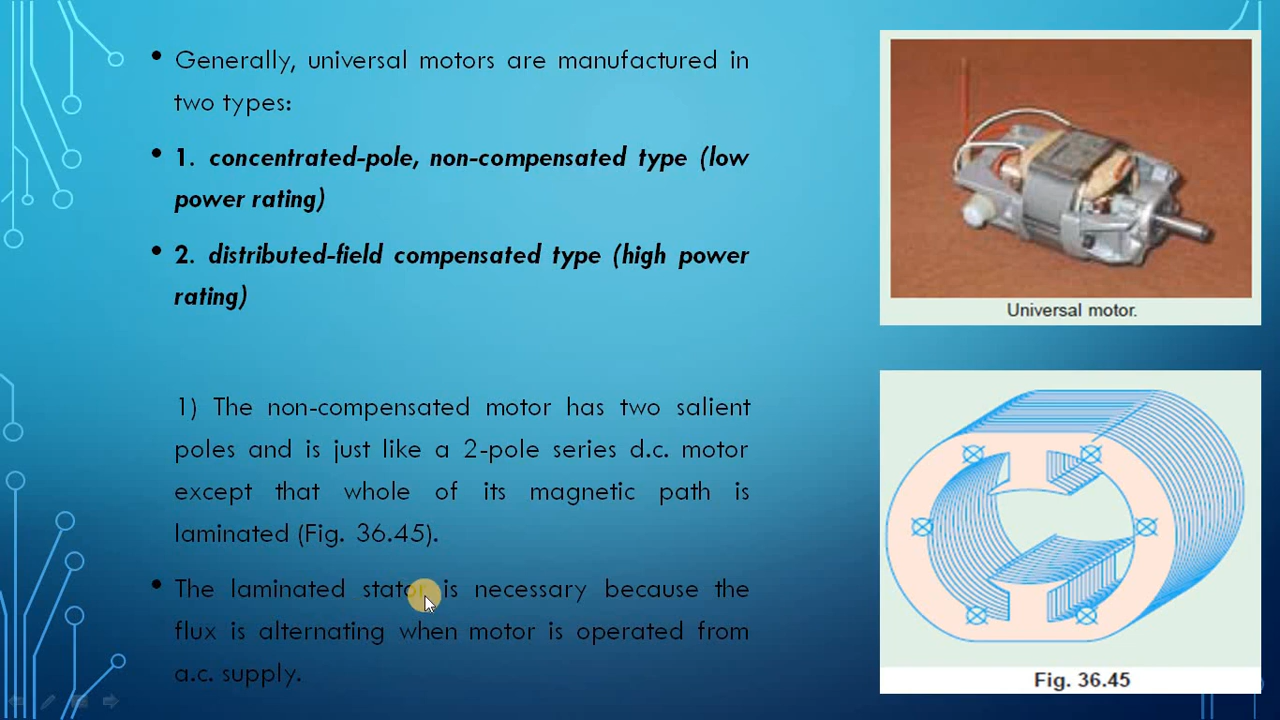 • Generally, universal motors are manufactured in
two types:
• 1. concentrated-pole, non-compensated type (low
power rating)
• 2. distributed-field compensated type (high power
rating)
1) The non-compensated motor has two salient
poles and is just like a 2-pole series d.c. motor
except that whole of its magnetic path is
laminated (Fig. 36.45).
• The laminated stator is necessary because the
flux is alternating when motor is operated from
a.c. supply.
Universal motor.
Fig. 36.45